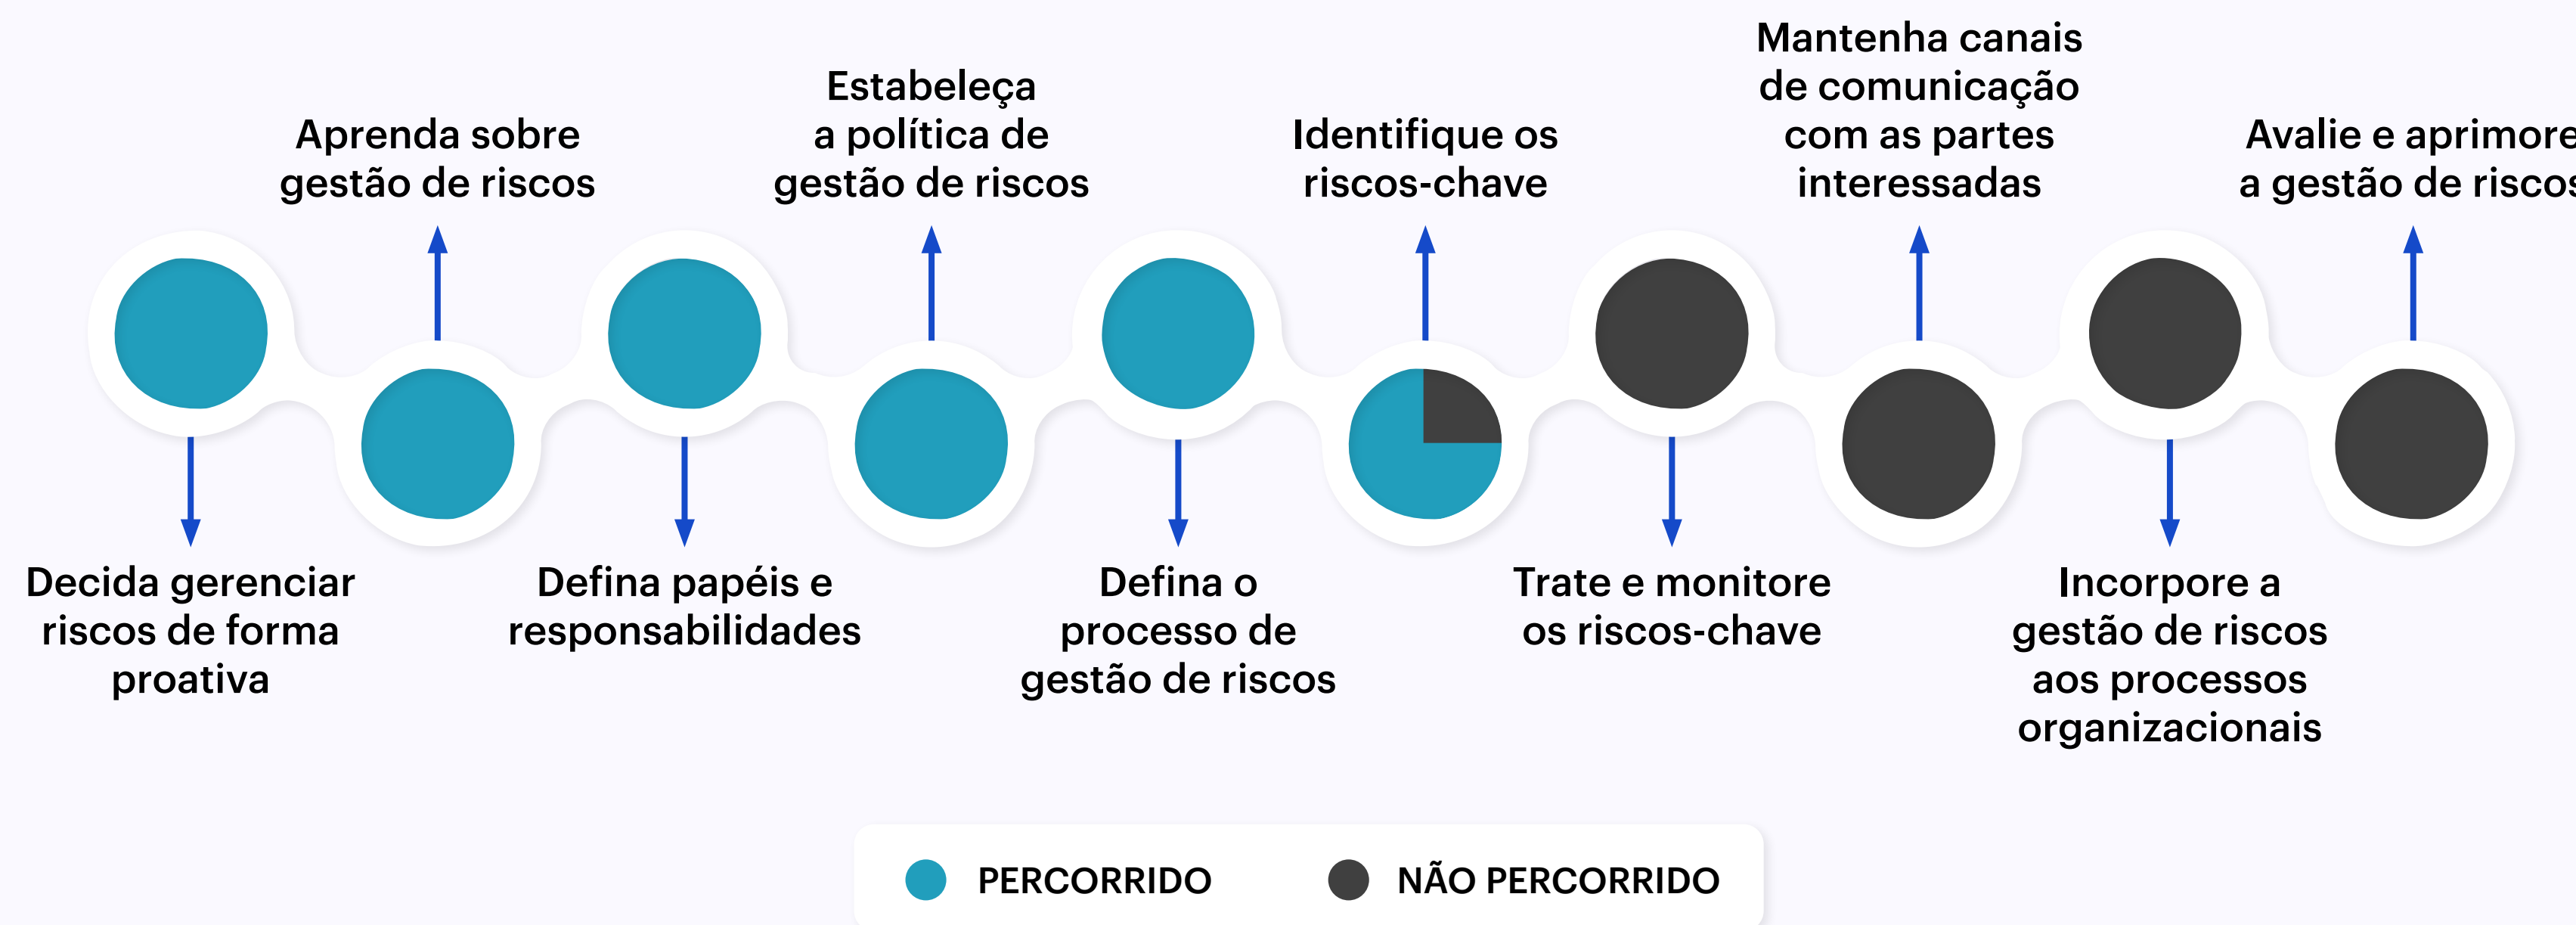 Decida gerenciar
riscos de forma
proativa
Aprenda sobre
gestão de riscos
Defina papéis e
responsabilidades
Estabeleça
a política de
gestão de riscos
Defina o
processo de
gestão de riscos
Identifique os
riscos-chave
Trate e monitore
os riscos-chave
Mantenha canais
de comunicação
com as partes
interessadas
Incorpore a
gestão de riscos
aos processos
organizacionais
Avalie e aprimore
a gestão de riscos
PERCORRIDO
NÃO PERCORRIDO